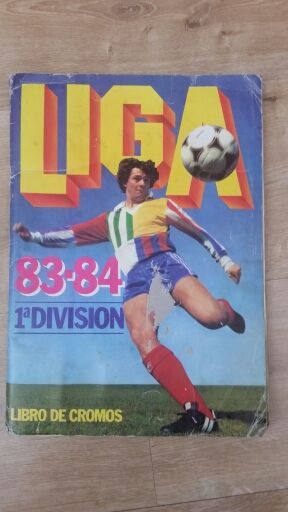 LIGA
83-84
1ª DIVISION
LIBRO DE CROMOS